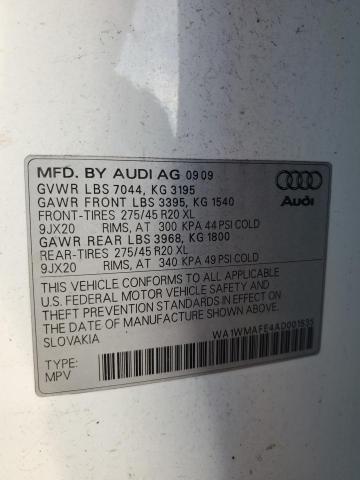 MFD. BY AUDI AG 09 09
GVWR LBS 7044, KG 3195
GAWR FRONT LBS 3395, KG 1540
FRONT-TIRES 275/45 R20 XL
9JX20 RIMS, AT 300 KPA 44 PSI COLD
GAWR REAR LBS 3968, KG 1800
REAR-TIRES 275/45 R20 XL
9JX20 RIMS, AT 340 KPA 49 PSI COLD
Audi
THIS VEHICLE CONFORMS TO ALL APPLICABLE
U.S. FEDERAL MOTOR VEHICLE SAFETY AND
THEFT PREVENTION STANDARDS IN EFFECT ON
THE DATE OF MANUFACTURE SHOWN ABOVE.
SLOVAKIA
WA1WMAFE4AD001535
TYPE:
MPV